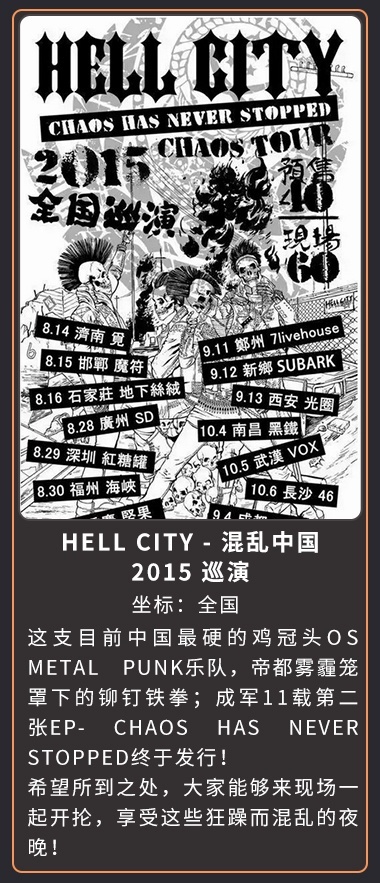 HELL CITY
CHAOS HAS NEVER STOPPED
2015 CHAOS TOUR
全国巡演
預售
40
現場
60
8.14 濟南 覓
8.15 邯鄲 魔符
8.16 石家莊 地下絲絨
8.28 廣州 SD
8.29 深圳 紅糖罐
8.30 福州 海峽
9.11 鄭州 7livehouse
9.12 新鄉 SUBARK
9.13 西安 光圈
10.4 南昌 黑鐵
10.5 武漢 VOX
10.6 長沙 46
堅果
9.4 成都
HELL CITY - 混乱中国
2015 巡演
坐标：全国
这支目前中国最硬的鸡冠头OS
METAL PUNK乐队，帝都雾霾笼
罩下的铆钉铁拳；成军11载第二
张EP- CHAOS HAS NEVER
STOPPED终于发行！
希望所到之处，大家能够来现场一
起开抡，享受这些狂躁而混乱的夜
晚！